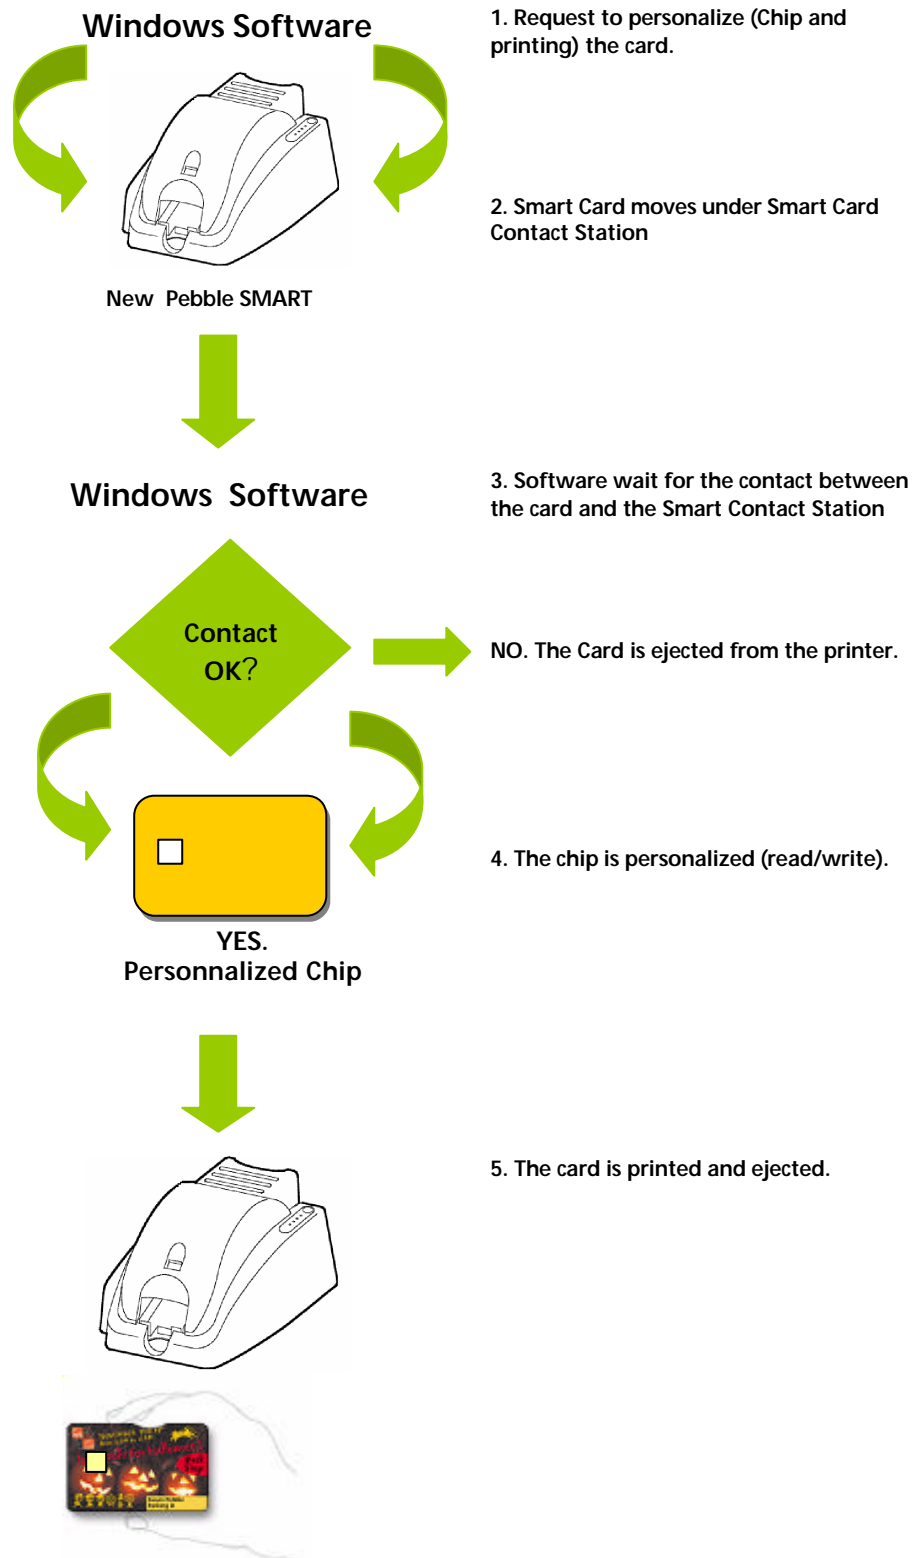 Windows Software
1. Request to personalize (Chip and
printing) the card.
2. Smart Card moves under Smart Card
Contact Station
New Pebble SMART
Windows Software
3. Software wait for the contact between
the card and the Smart Contact Station
Contact
OK?
NO. The Card is ejected from the printer.
4. The chip is personalized (read/write).
YES.
Personnalized Chip
5. The card is printed and ejected.